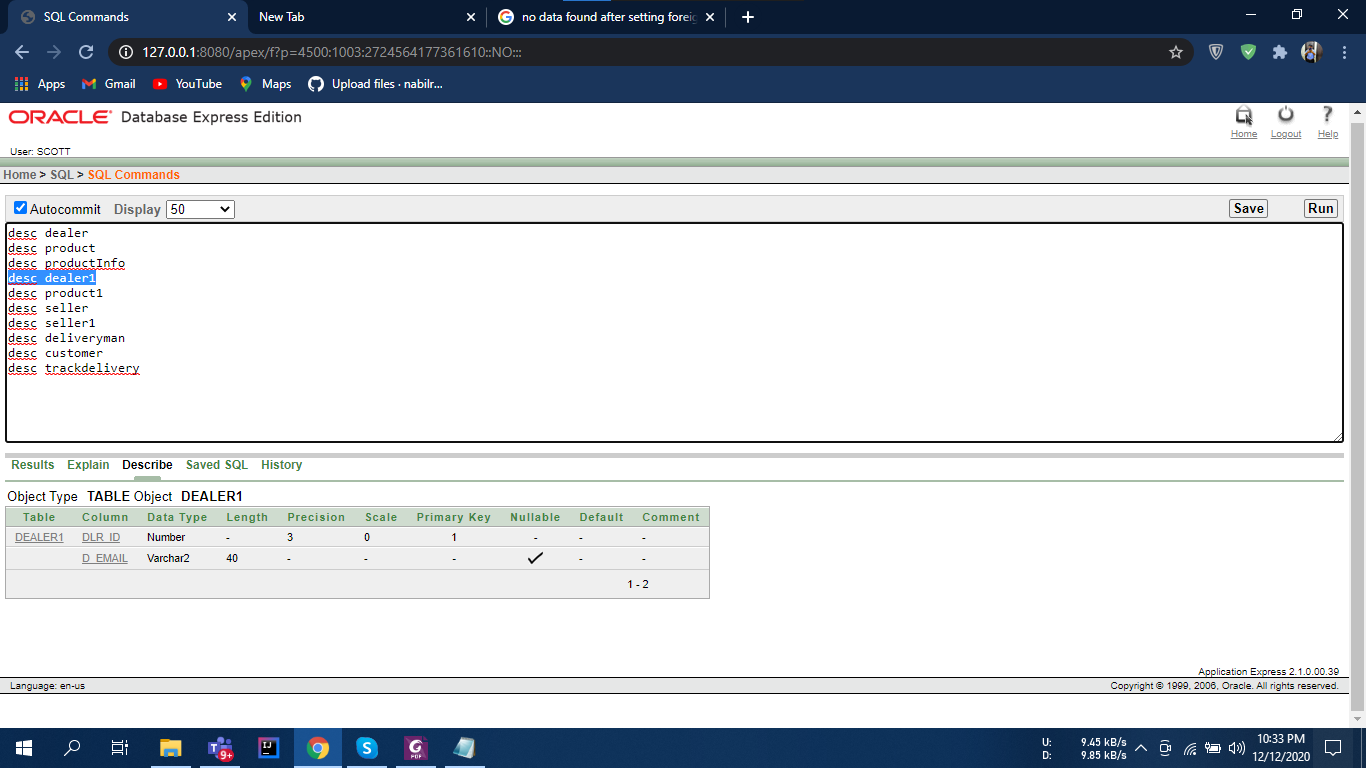 SQL Commands
New Tab
no data found after setting foreig
127.0.0.1:8080/apex/f?p=4500:1003:2724564177361610::NO:::
Apps Gmail YouTube Maps Upload files · nabilr...
ORACLE Database Express Edition
Home Logout Help
User: SCOTT
Home > SQL > SQL Commands
Autocommit Display 50 Save Run
desc dealer
desc product
desc productInfo
desc dealer1
desc product1
desc seller
desc seller1
desc deliveryman
desc customer
desc trackdelivery
Results Explain Describe Saved SQL History
Object Type TABLE Object DEALER1
Table Column Data Type Length Precision Scale Primary Key Nullable Default Comment
DEALER1 DLR_ID Number - 3 0 1 - - -
D_EMAIL Varchar2 40 - - - - -
1 - 2
Application Express 2.1.0.00.39
Language: en-us Copyright © 1999, 2006, Oracle. All rights reserved.
U: 9.45 kB/s
D: 9.85 kB/s
10:33 PM
12/12/2020
9+
IJ
S
G
PDF